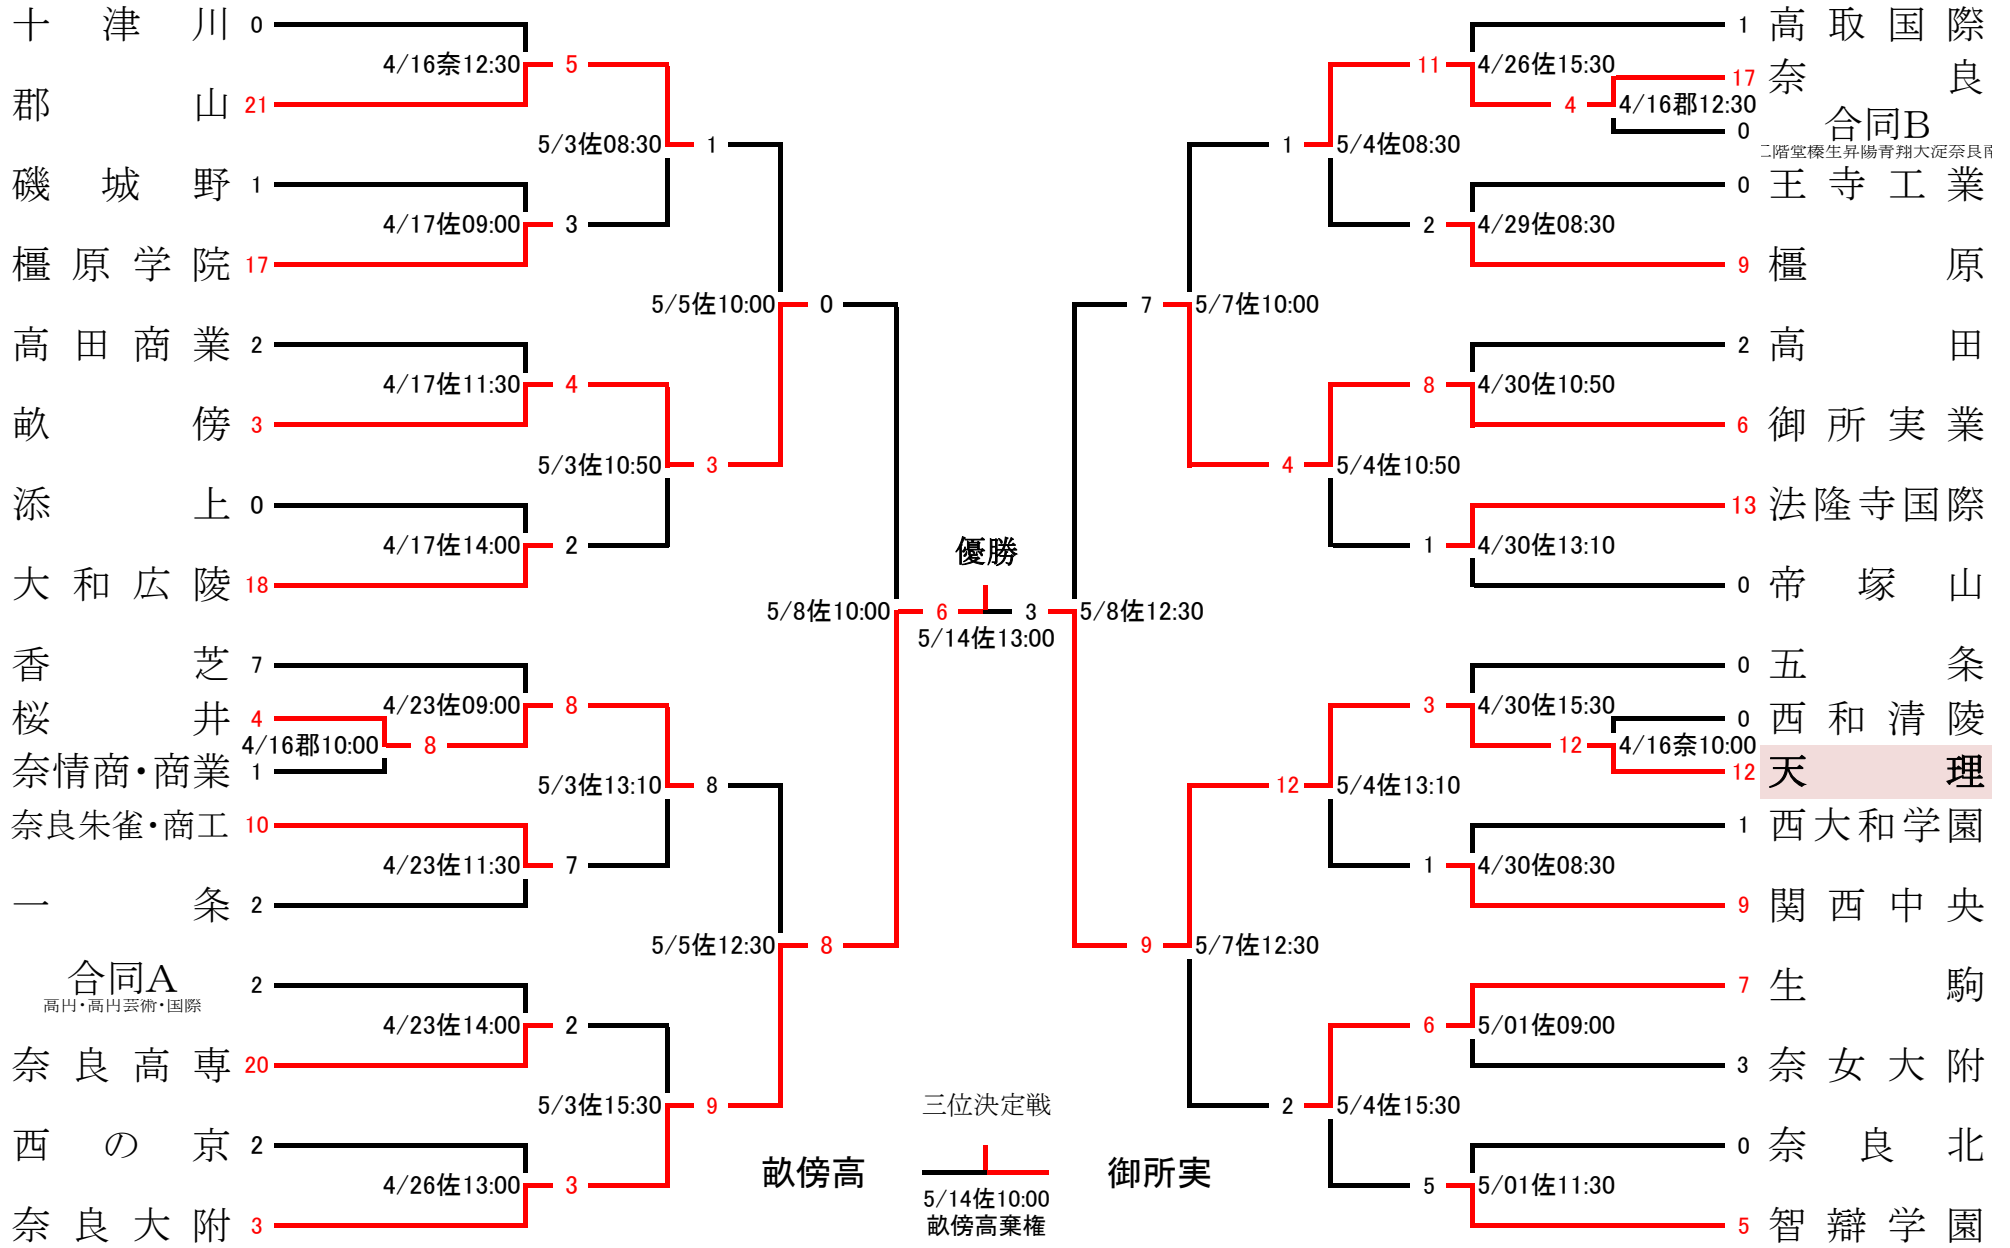 十津川 0
4/16奈12:30 5
郡山 21
5/3佐08:30 1
磯城野 1
4/17佐09:00 3
橿原学院 17
5/5佐10:00 0
高田商業 2
4/17佐11:30 4
畝傍 3
5/3佐10:50 3
添上 0
4/17佐14:00 2
大和広陵 18
5/8佐10:00 6
香芝 7
4/23佐09:00 8
桜井 4
4/16郡10:00 8
奈情商・商業 1
5/3佐13:10 8
奈良朱雀・商工 10
4/23佐11:30 7
一条 2
5/5佐12:30 8
合同A 2
高円・高円芸術・国際
4/23佐14:00 2
奈良高専 20
5/3佐15:30 9
西の京 2
4/26佐13:00 3
奈良大附 3
優勝
5/14佐13:00
三位決定戦
畝傍高
御所実
5/14佐10:00
畝傍高棄権
1 高取国際
11 4/26佐15:30
17 奈良
4 4/16郡12:30
0 合同B
二階堂榛生昇陽青翔大淀奈良南
1 5/4佐08:30
0 王寺工業
2 4/29佐08:30
9 橿原
7 5/7佐10:00
2 高田
8 4/30佐10:50
6 御所実業
4 5/4佐10:50
13 法隆寺国際
1 4/30佐13:10
0 帝塚山
3 5/8佐12:30
0 五条
3 4/30佐15:30
0 西和清陵
12 4/16奈10:00
12 天理
12 5/4佐13:10
1 西大和学園
1 4/30佐08:30
9 関西中央
9 5/7佐12:30
7 生駒
6 5/01佐09:00
3 奈女大附
2 5/4佐15:30
0 奈良北
5 5/01佐11:30
5 智辯学園